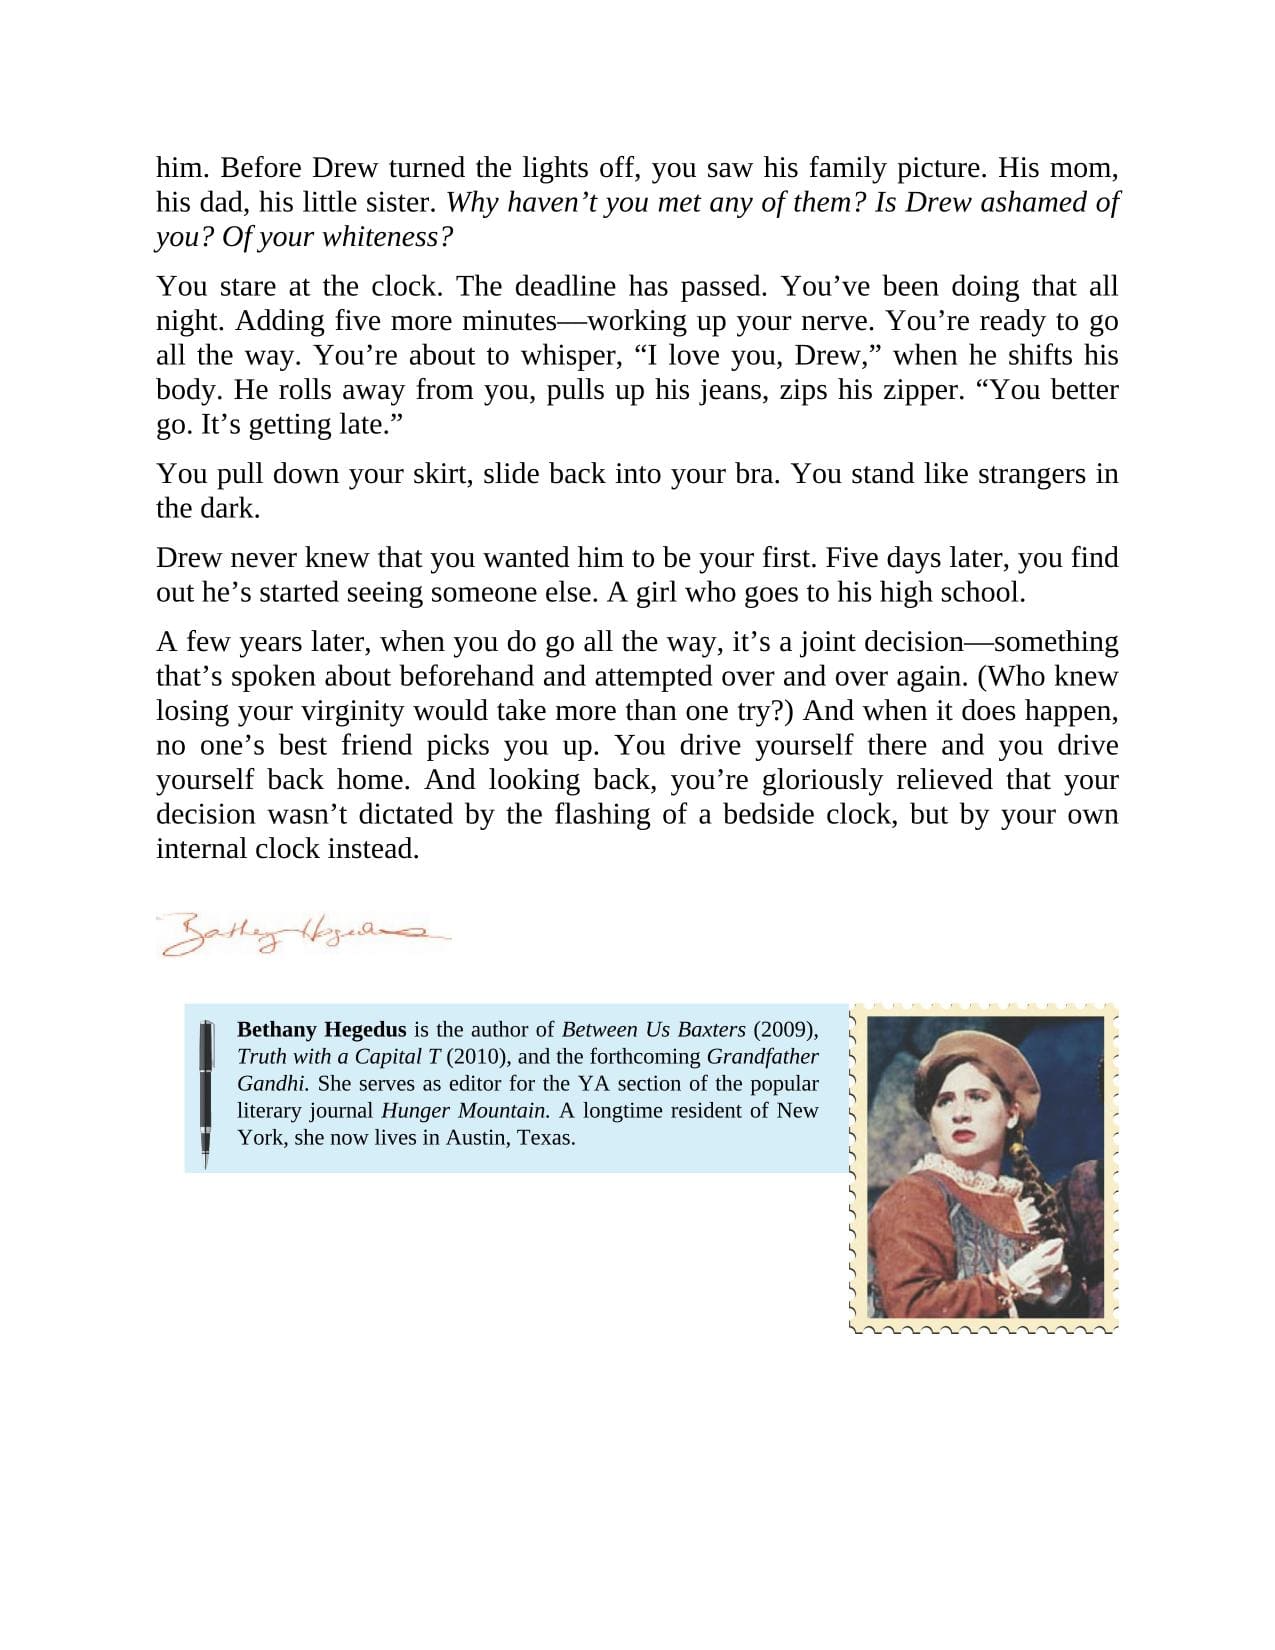 him. Before Drew turned the lights off, you saw his family picture. His mom,
his dad, his little sister. Why haven’t you met any of them? Is Drew ashamed of
you? Of your whiteness?
You stare at the clock. The deadline has passed. You’ve been doing that all
night. Adding five more minutes—working up your nerve. You’re ready to go
all the way. You’re about to whisper, “I love you, Drew,” when he shifts his
body. He rolls away from you, pulls up his jeans, zips his zipper. “You better
go. It’s getting late.”
You pull down your skirt, slide back into your bra. You stand like strangers in
the dark.
Drew never knew that you wanted him to be your first. Five days later, you find
out he’s started seeing someone else. A girl who goes to his high school.
A few years later, when you do go all the way, it’s a joint decision—something
that’s spoken about beforehand and attempted over and over again. (Who knew
losing your virginity would take more than one try?) And when it does happen,
no one’s best friend picks you up. You drive yourself there and you drive
yourself back home. And looking back, you’re gloriously relieved that your
decision wasn’t dictated by the flashing of a bedside clock, but by your own
internal clock instead.
Bethany Hegedus
Bethany Hegedus is the author of Between Us Baxters (2009),
Truth with a Capital T (2010), and the forthcoming Grandfather
Gandhi. She serves as editor for the YA section of the popular
literary journal Hunger Mountain. A longtime resident of New
York, she now lives in Austin, Texas.